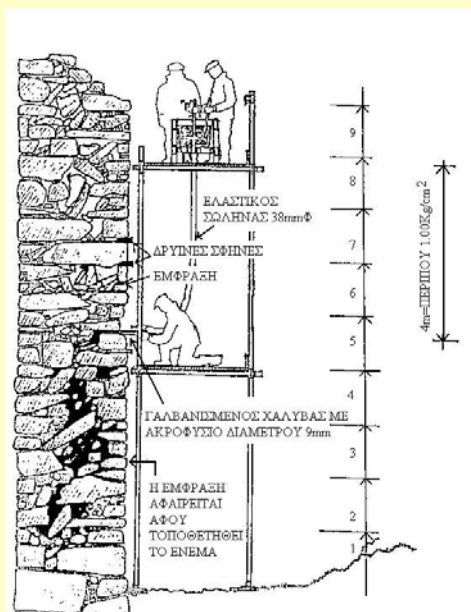 ΕΛΑΣΤΙΚΟΣ
ΣΩΛΗΝΑΣ 38mmΦ
ΔΡΥΙΝΕΣ ΣΦΗΝΕΣ
ΕΜΦΡΑΞΗ
ΓΑΛΒΑΝΙΣΜΕΝΟΣ ΧΑΛΥΒΑΣ ΜΕ
ΑΚΡΟΦΥΣΙΟ ΔΙΑΜΕΤΡΟΥ 9mm
Η ΕΜΦΡΑΞΗ
ΑΦΑΙΡΕΙΤΑΙ
ΑΦΟΥ
ΤΟΠΟΘΕΤΗΘΕΙ
ΤΟ ΕΝΕΜΑ
9
8
7
6
5
4
3
2
1
4m=ΠΕΡΙΠΟΥ 1.00Kg/cm2